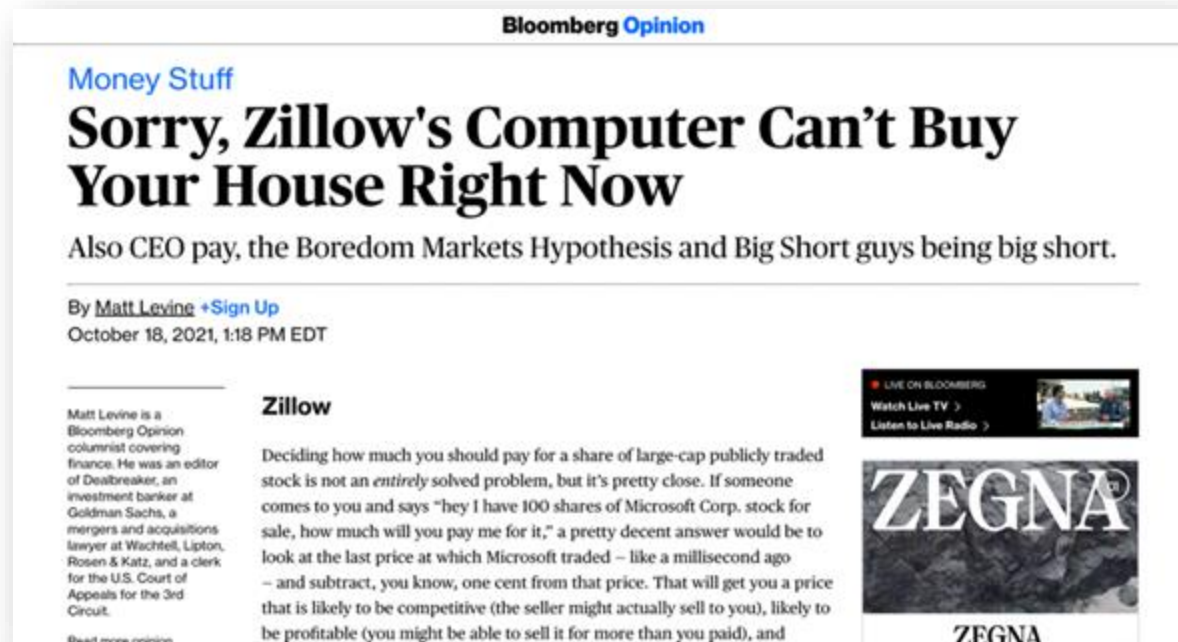 Bloomberg Opinion
Money Stuff
Sorry, Zillow's Computer Can’t Buy
Your House Right Now
Also CEO pay, the Boredom Markets Hypothesis and Big Short guys being big short.
By Matt Levine +Sign Up
October 18, 2021, 1:18 PM EDT
Matt Levine is a
Bloomberg Opinion
columnist covering
finance. He was an editor
of Dealbreaker, an
investment banker at
Goldman Sachs, a
mergers and acquisitions
lawyer at Wachtell, Lipton,
Rosen & Katz, and a clerk
for the U.S. Court of
Appeals for the 3rd
Circuit.
Read more opinion
Zillow
Deciding how much you should pay for a share of large-cap publicly traded
stock is not an entirely solved problem, but it’s pretty close. If someone
comes to you and says “hey I have 100 shares of Microsoft Corp. stock for
sale, how much will you pay me for it,” a pretty decent answer would be to
look at the last price at which Microsoft traded – like a millisecond ago
– and subtract, you know, one cent from that price. That will get you a price
that is likely to be competitive (the seller might actually sell to you), likely to
be profitable (you might be able to sell it for more than you paid), and
LIVE ON BLOOMBERG
Watch Live TV >
Listen to Live Radio >
ZEGNA
ZEGNA